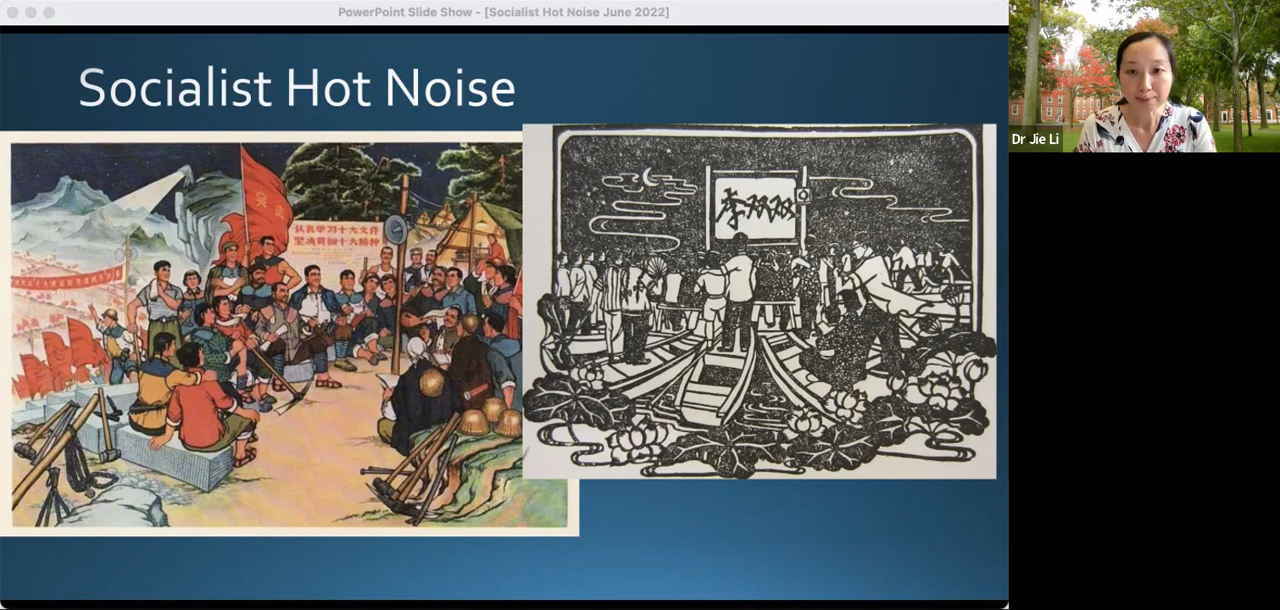 PowerPoint Slide Show - [Socialist Hot Noise June 2022]
Socialist Hot Noise
认真学习十大文件
坚决贯彻十大精神
李双双
Dr Jie Li